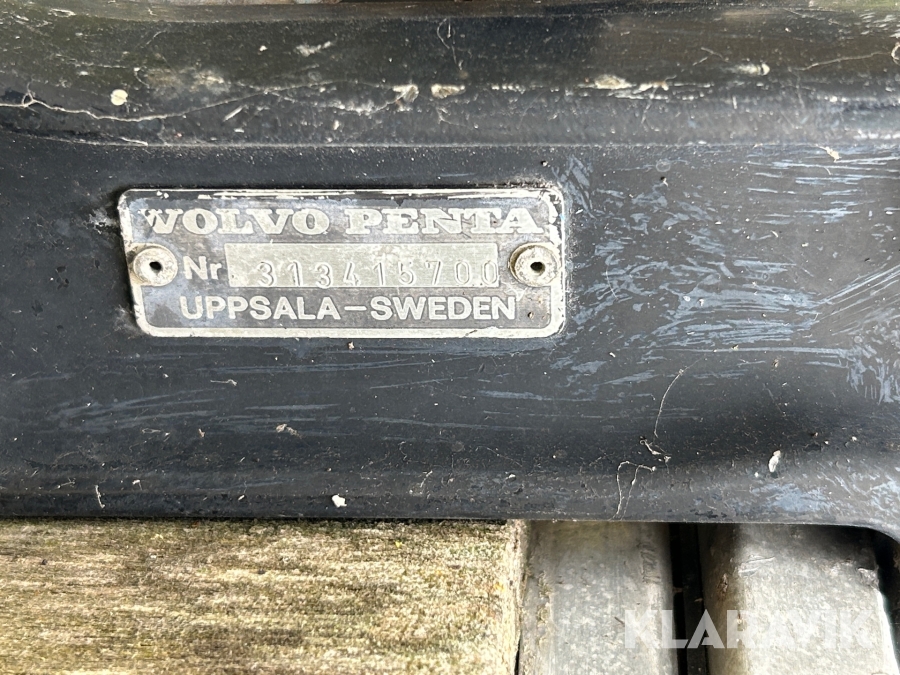 VOLVO PENTA
Nr. 313415700
UPPSALA-SWEDEN
KLARAVIK